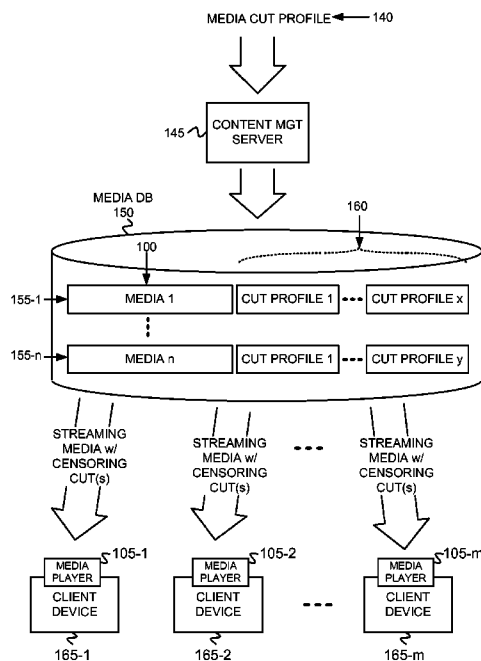 MEDIA CUT PROFILE 140
145 CONTENT MGT
SERVER
MEDIA DB
150
160
100
155-1 MEDIA 1 CUT PROFILE 1 CUT PROFILE x
155-n MEDIA n CUT PROFILE 1 CUT PROFILE y
STREAMING
MEDIA w/
CENSORING
CUT(s)
STREAMING
MEDIA w/
CENSORING
CUT(s)
STREAMING
MEDIA w/
CENSORING
CUT(s)
MEDIA
PLAYER
105-1
CLIENT
DEVICE
165-1
MEDIA
PLAYER
105-2
CLIENT
DEVICE
165-2
MEDIA
PLAYER
105-m
CLIENT
DEVICE
165-m